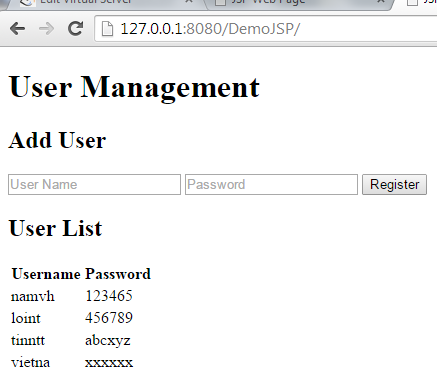 Edit Virtual Server JSP Web Page
127.0.0.1:8080/DemoJSP/
User Management
Add User
User Name Password Register
User List
Username Password
namvh 123465
loint 456789
tinntt abcxyz
vietna xxxxxx